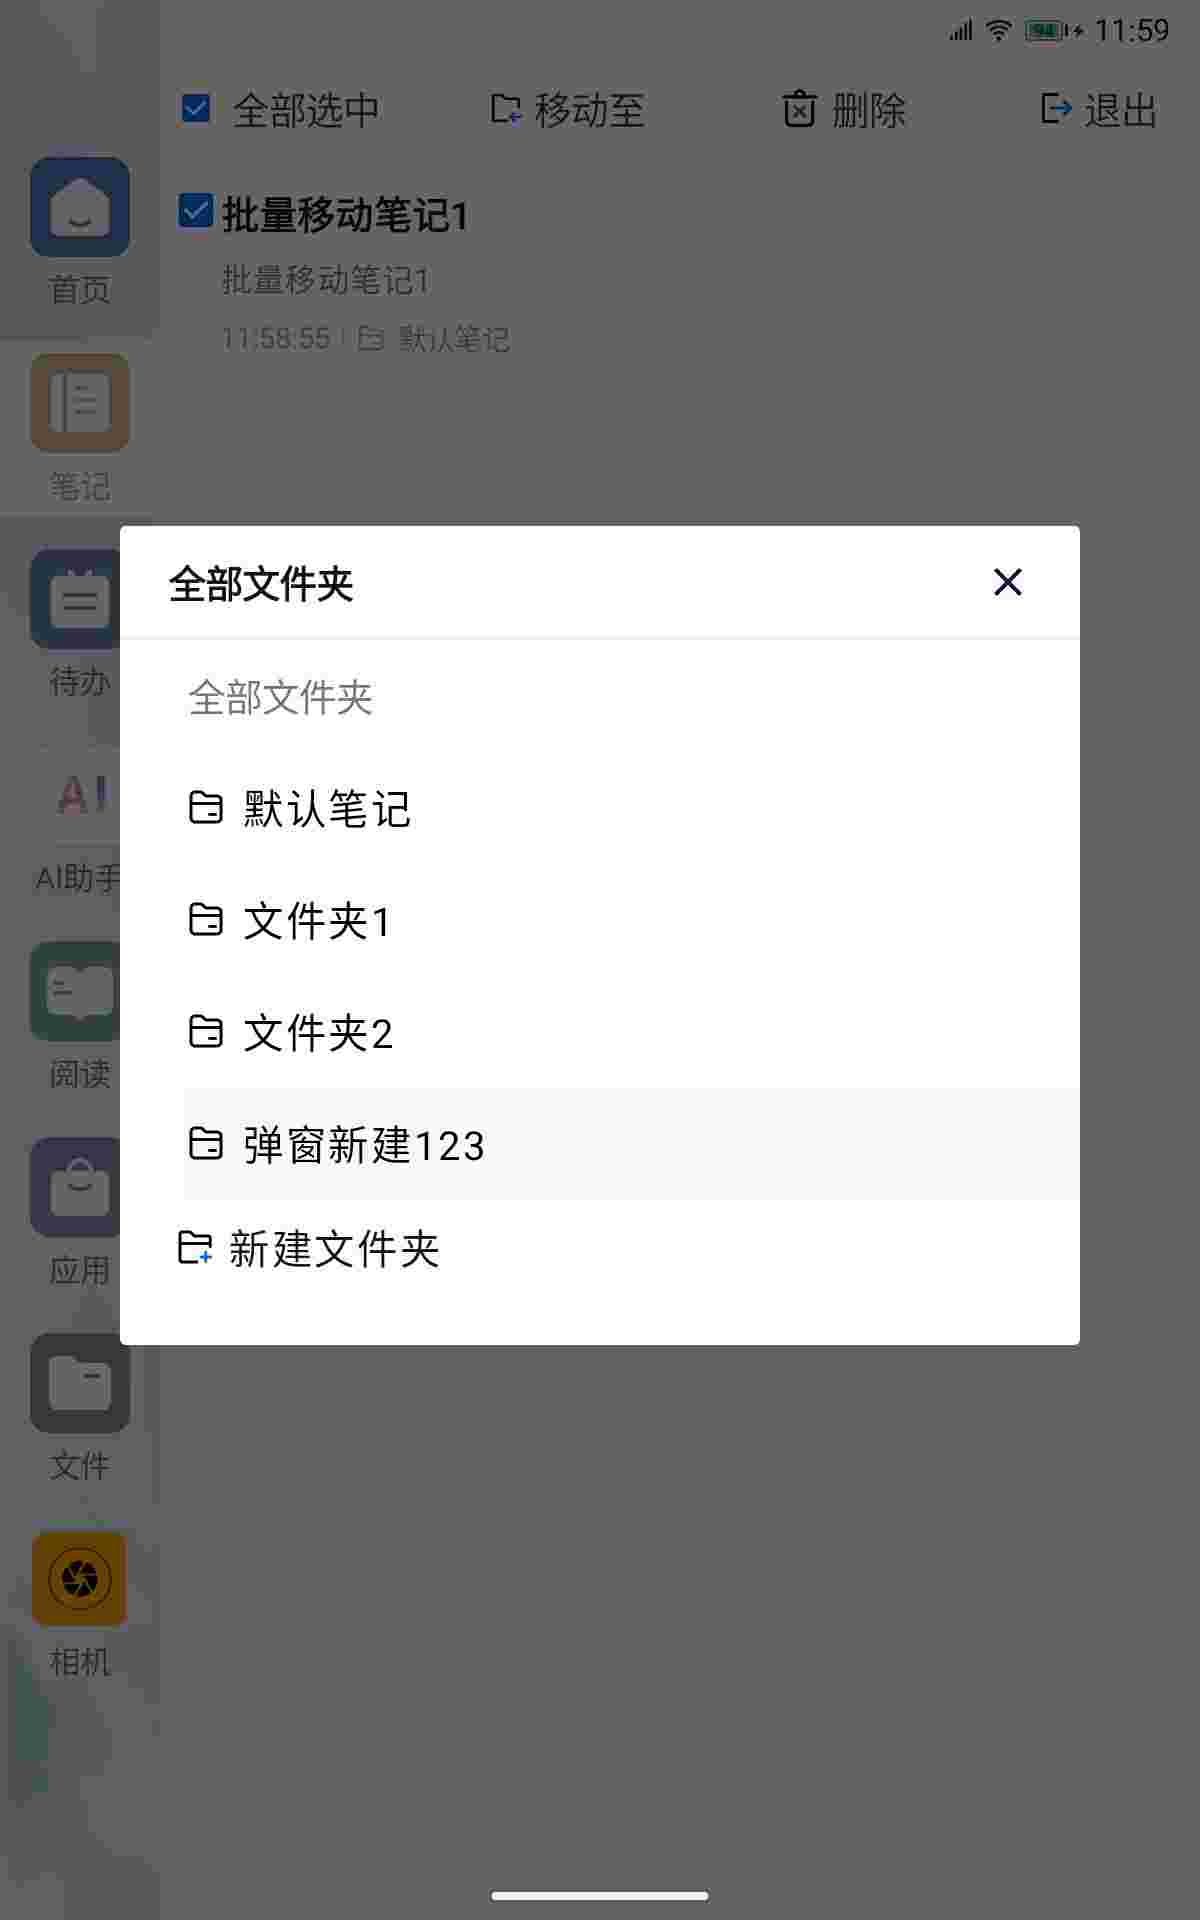 94 11:59
全部选中 移动至 删除 退出
批量移动笔记1
批量移动笔记1
11:58:55 | 默认笔记
首页
笔记
待办
AI
AI助手
阅读
应用
文件
相机
全部文件夹
全部文件夹
默认笔记
文件夹1
文件夹2
弹窗新建123
新建文件夹